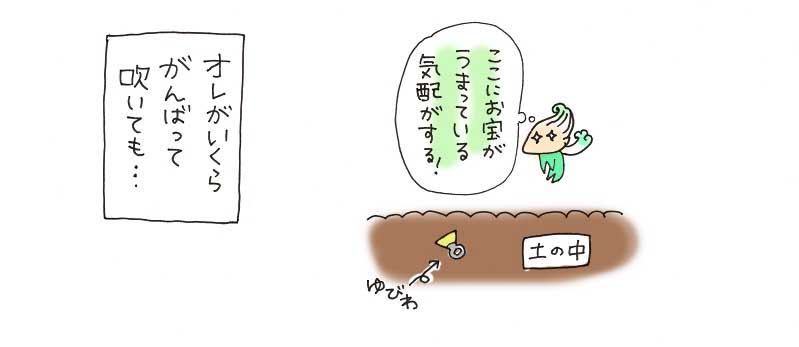 ここにお宝が
うまっている
気配がする!
土の中
ゆびわ
オレがいくら
がんばって
吹いても…